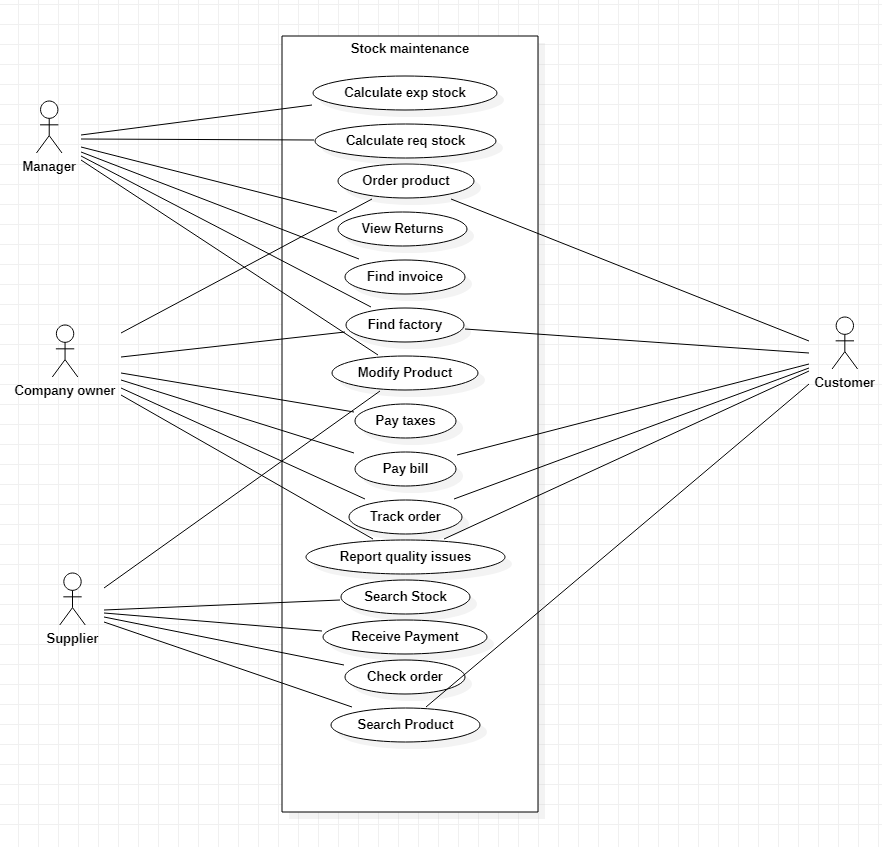 Stock maintenance
Calculate exp stock
Calculate req stock
Manager
Order product
View Returns
Find invoice
Find factory
Modify Product
Company owner
Customer
Pay taxes
Pay bill
Track order
Report quality issues
Search Stock
Receive Payment
Supplier
Check order
Search Product